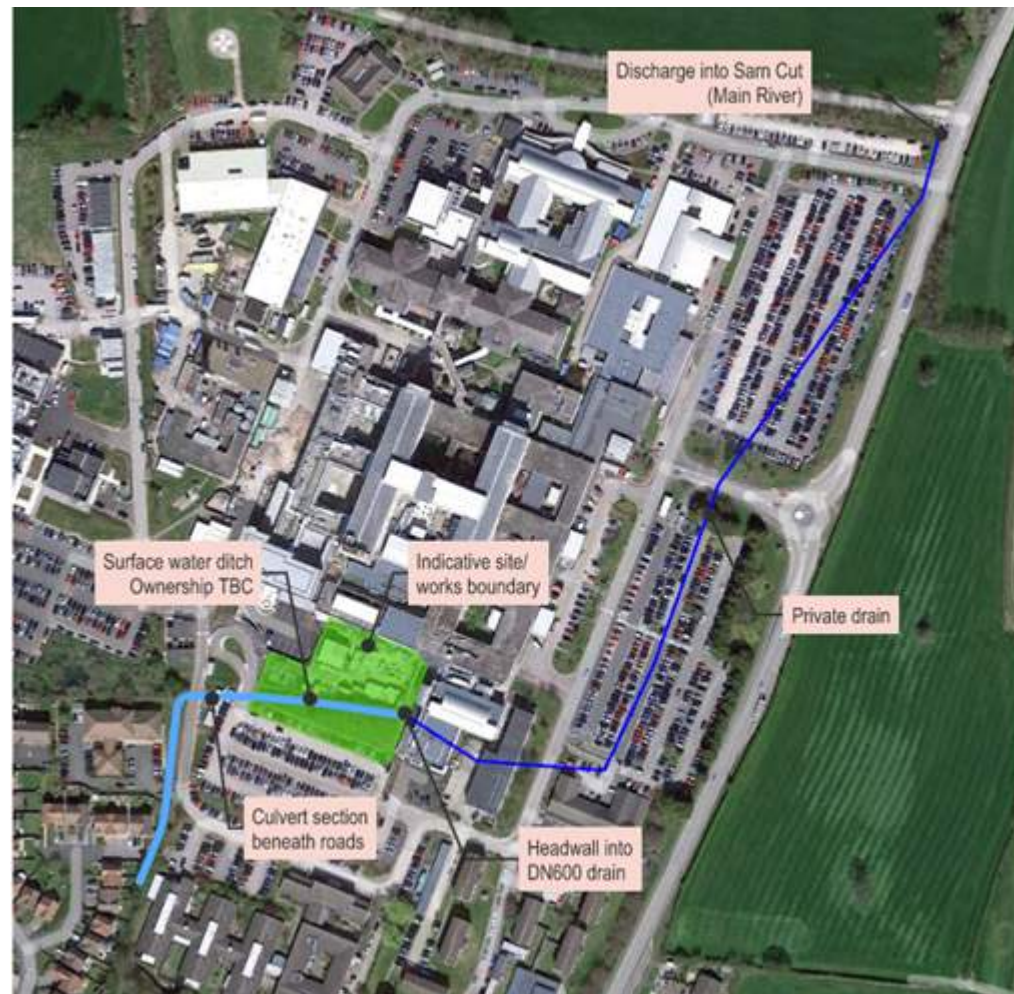 Discharge into Sarn Cut
(Main River)
Surface water ditch
Ownership TBC
Indicative site/
works boundary
Private drain
Culvert section
beneath roads
Headwall into
DN600 drain